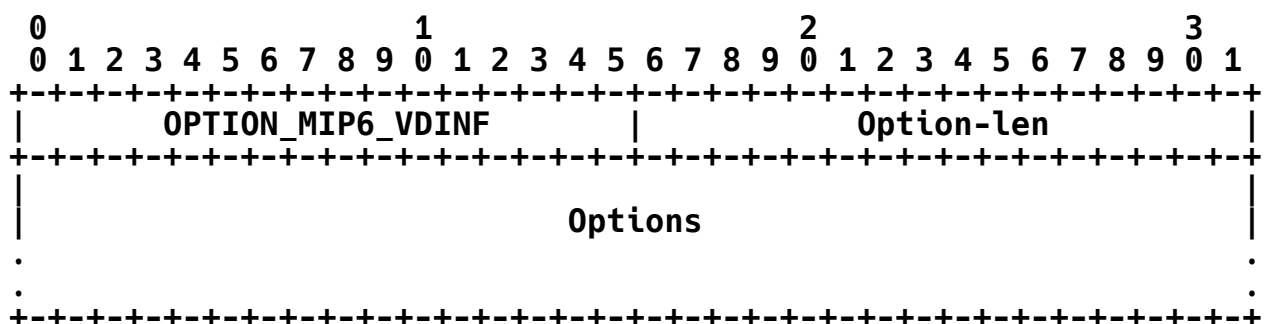 0                   1                   2                   3
 0 1 2 3 4 5 6 7 8 9 0 1 2 3 4 5 6 7 8 9 0 1 2 3 4 5 6 7 8 9 0 1
+-+-+-+-+-+-+-+-+-+-+-+-+-+-+-+-+-+-+-+-+-+-+-+-+-+-+-+-+-+-+-+-+
|       OPTION_MIP6_VDINF       |           Option-len          |
+-+-+-+-+-+-+-+-+-+-+-+-+-+-+-+-+-+-+-+-+-+-+-+-+-+-+-+-+-+-+-+-+
|                                                               |
|                            Options                            |
.                                                               .
.                                                               .
+-+-+-+-+-+-+-+-+-+-+-+-+-+-+-+-+-+-+-+-+-+-+-+-+-+-+-+-+-+-+-+-+